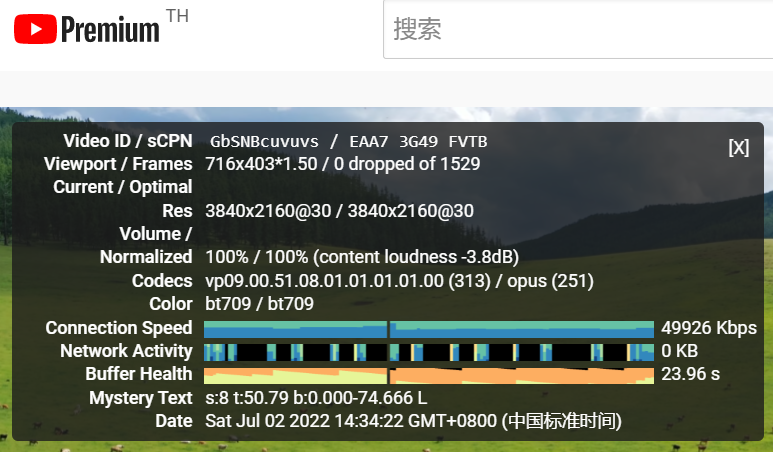 Premium TH
搜索
Video ID / sCPN GbSNBcuvuvs / EAA7 3G49 FVTB
[X]
Viewport / Frames 716x403*1.50 / 0 dropped of 1529
Current / Optimal
Res 3840x2160@30 / 3840x2160@30
Volume /
Normalized 100% / 100% (content loudness -3.8dB)
Codecs vp09.00.51.08.01.01.01.01.00 (313) / opus (251)
Color bt709 / bt709
Connection Speed 49926 Kbps
Network Activity 0 KB
Buffer Health 23.96 s
Mystery Text s:8 t:50.79 b:0.000-74.666 L
Date Sat Jul 02 2022 14:34:22 GMT+0800 (中国标准时间)